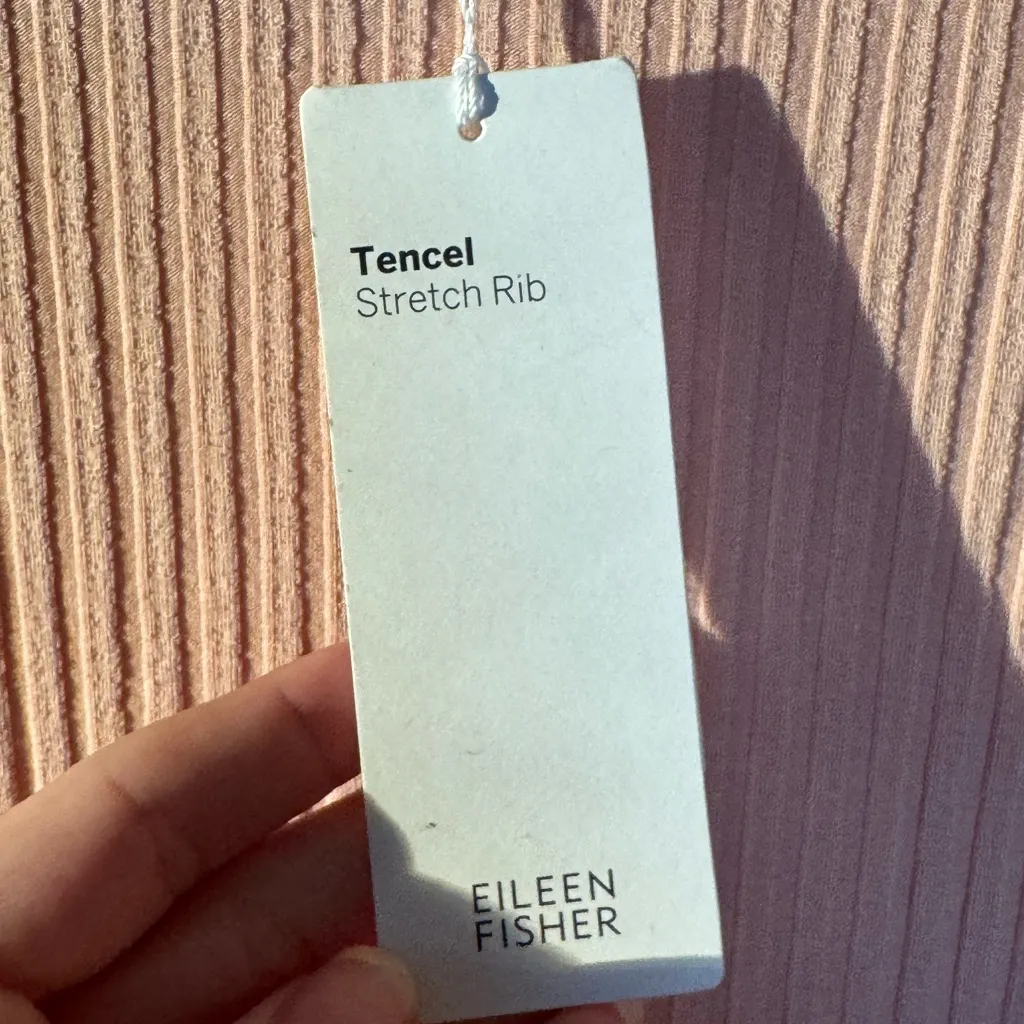 Tencel
Stretch Rib
EILEEN
FISHER